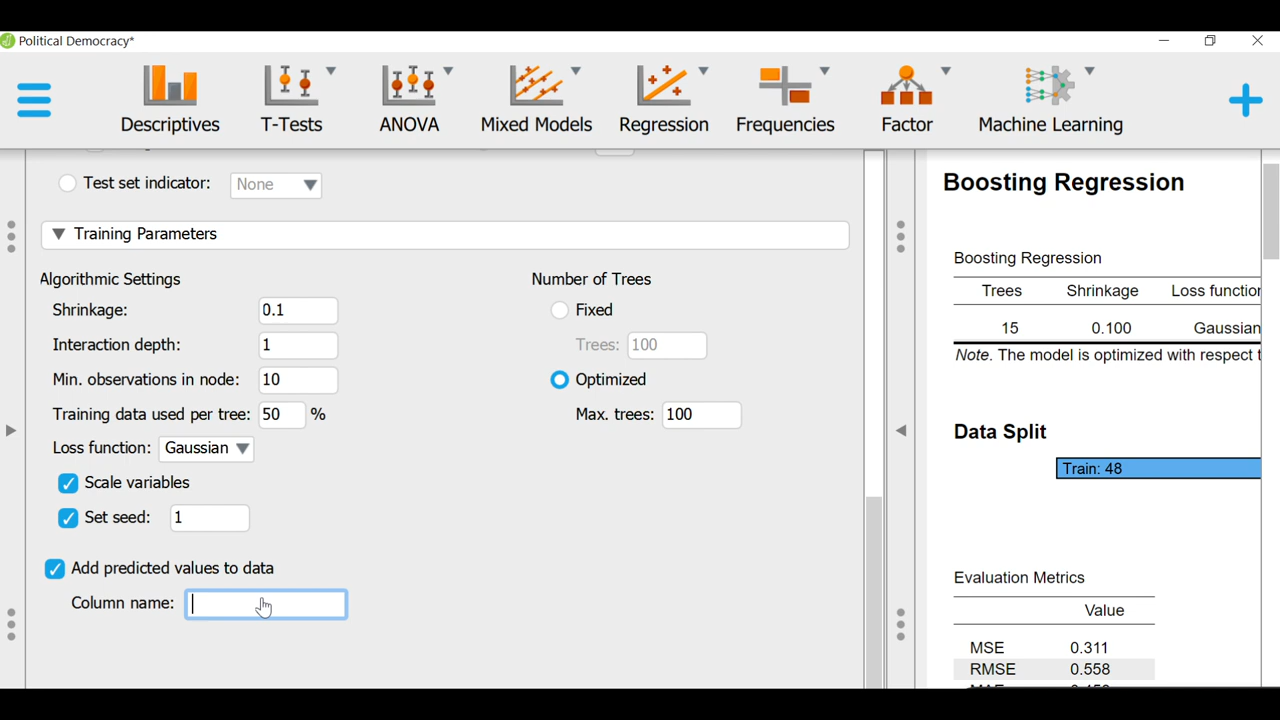 Political Democracy*
Descriptives
T-Tests
ANOVA
Mixed Models
Regression
Frequencies
Factor
Machine Learning
Test set indicator: None
Training Parameters
Algorithmic Settings
Shrinkage: 0.1
Interaction depth: 1
Min. observations in node: 10
Training data used per tree: 50 %
Loss function: Gaussian
Scale variables
Set seed: 1
Add predicted values to data
Column name:
Number of Trees
Fixed
Trees: 100
Optimized
Max. trees: 100
Boosting Regression
Boosting Regression
Trees Shrinkage Loss function
15 0.100 Gaussian
Note. The model is optimized with respect
Data Split
Train: 48
Evaluation Metrics
Value
MSE 0.311
RMSE 0.558